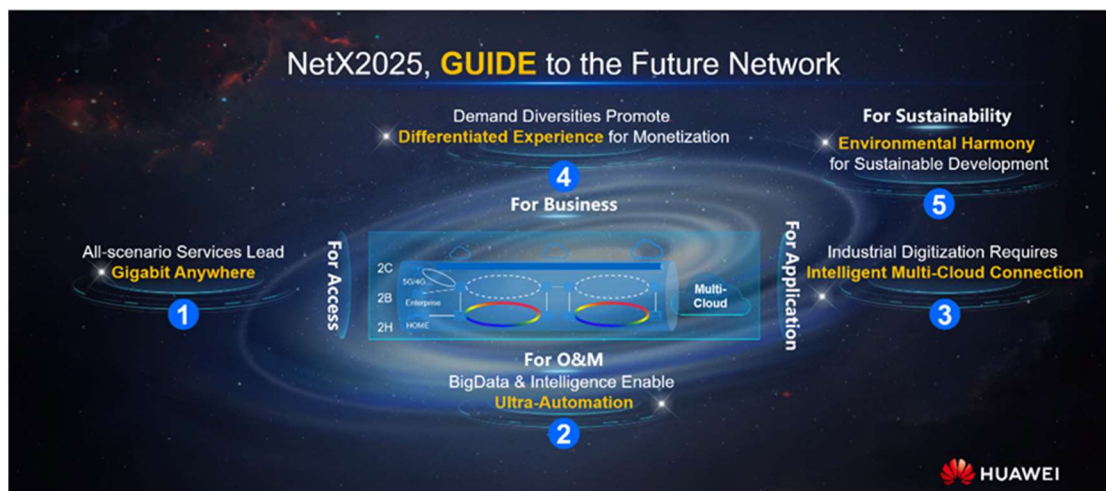 NetX2025, GUIDE to the Future Network
Demand Diversities Promote
Differentiated Experience for Monetization
4
For Business
For Sustainability
Environmental Harmony
for Sustainable Development
5
All-scenario Services Lead
Gigabit Anywhere
1
For Access
2C
5G/4G
2B
Enterprise
2H
HOME
Multi-
Cloud
For Application
Industrial Digitization Requires
Intelligent Multi-Cloud Connection
3
For O&M
BigData & Intelligence Enable
Ultra-Automation
2
HUAWEI